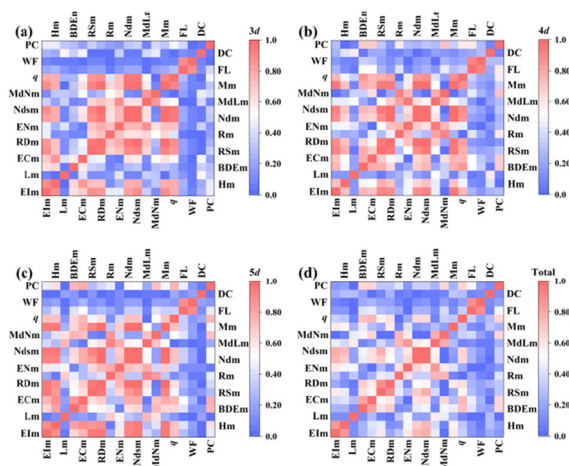 Hm BDEn RSm Rm Ndm MdLr Mm FL DC
(a)
3d
PC
WF
q
MdNm
Ndsm
ENm
RDm
ECm
Lm
EIm
DC
FL
Mm
MdLm
Ndm
Rm
RSm
BDEm
Hm
1.0
0.80
0.60
0.40
0.20
0.0
EIm Lm ECm RDm ENm Ndsm MdNm q WF PC
Hm BDEn RSm Rm Ndm MdLr Mm FL DC
(b)
4d
PC
WF
q
MdNm
Ndsm
ENm
RDm
ECm
Lm
EIm
DC
FL
Mm
MdLm
Ndm
Rm
RSm
BDEm
Hm
1.0
0.80
0.60
0.40
0.20
0.0
EIm Lm ECm RDm ENm Ndsm MdNm q WF PC
Hm BDEn RSm Rm Ndm MdLr Mm FL DC
(c)
5d
PC
WF
q
MdNm
Ndsm
ENm
RDm
ECm
Lm
EIm
DC
FL
Mm
MdLm
Ndm
Rm
RSm
BDEm
Hm
1.0
0.80
0.60
0.40
0.20
0.0
EIm Lm ECm RDm ENm Ndsm MdNm q WF PC
Hm BDEn RSm Rm Ndm MdLr Mm FL DC
(d)
Total
PC
WF
q
MdNm
Ndsm
ENm
RDm
ECm
Lm
EIm
DC
FL
Mm
MdLm
Ndm
Rm
RSm
BDEm
Hm
1.0
0.80
0.60
0.40
0.20
0.0
EIm Lm ECm RDm ENm Ndsm MdNm q WF PC